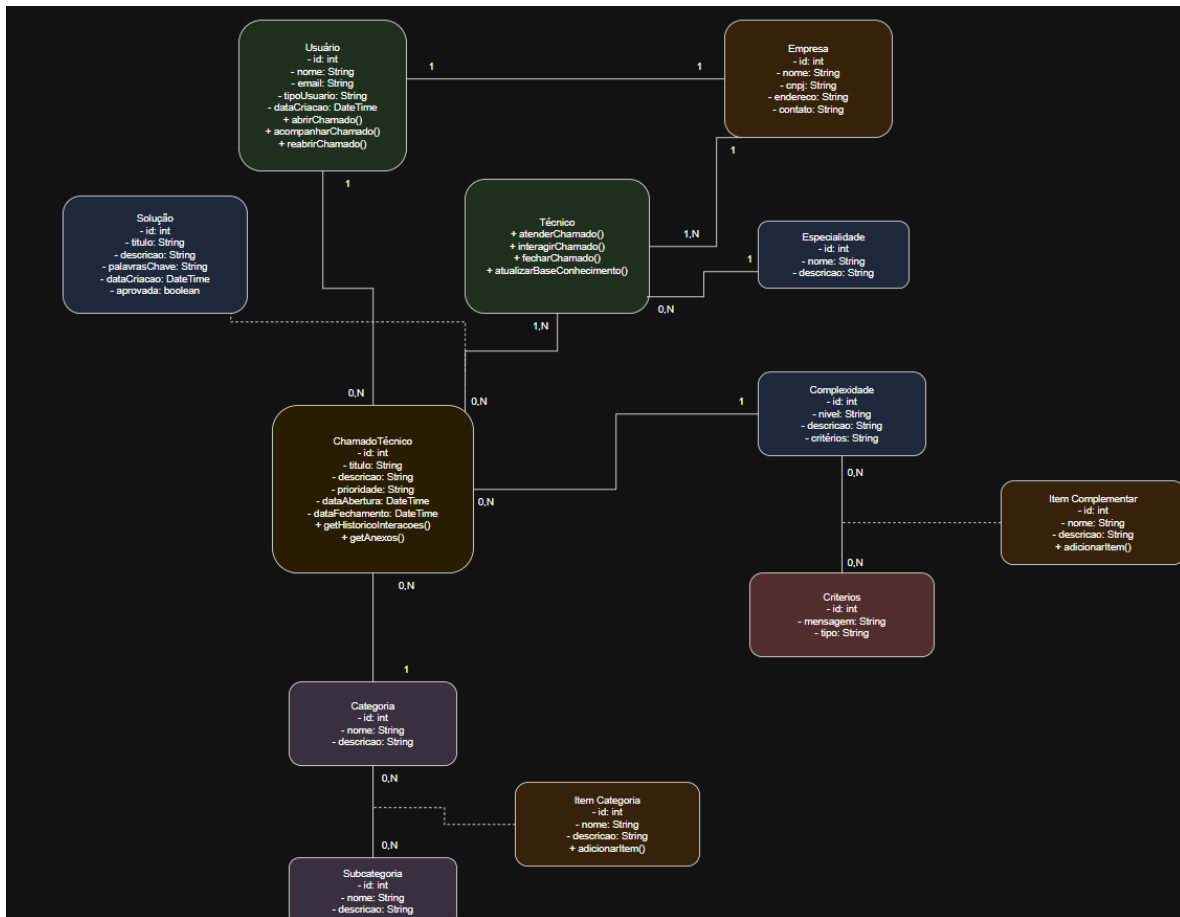 Usuário
- id: int
- nome: String
- email: String
- tipoUsuario: String
- dataCriacao: DateTime
+ abrirChamado()
+ acompanharChamado()
+ reabrirChamado()
1
1
Empresa
- id: int
- nome: String
- cnpj: String
- endereco: String
- contato: String
1
1
Solução
- id: int
- titulo: String
- descricao: String
- palavrasChave: String
- dataCriacao: DateTime
- aprovada: boolean
Técnico
+ atenderChamado()
+ interagirChamado()
+ fecharChamado()
+ atualizarBaseConhecimento()
1,N
Especialidade
- id: int
- nome: String
- descricao: String
1
0,N
1,N
0,N
0,N
ChamadoTécnico
- id: int
- titulo: String
- descricao: String
- prioridade: String
- dataAbertura: DateTime
- dataFechamento: DateTime
+ getHistoricoInteracoes()
+ getAnexos()
0,N
1
Complexidade
- id: int
- nivel: String
- descricao: String
- critérios: String
0,N
Item Complementar
- id: int
- nome: String
- descricao: String
+ adicionarItem()
0,N
Criterios
- id: int
- mensagem: String
- tipo: String
0,N
1
Categoria
- id: int
- nome: String
- descricao: String
0,N
Item Categoria
- id: int
- nome: String
- descricao: String
+ adicionarItem()
0,N
Subcategoria
- id: int
- nome: String
- descricao: String